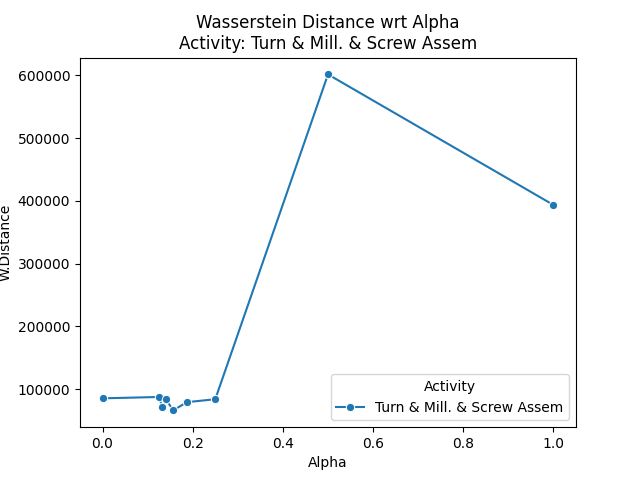 Wasserstein Distance wrt Alpha
Activity: Turn & Mill. & Screw Assem
600000
500000
400000
300000
200000
100000
W.Distance
0.0 0.2 0.4 0.6 0.8 1.0
Alpha
Activity
Turn & Mill. & Screw Assem